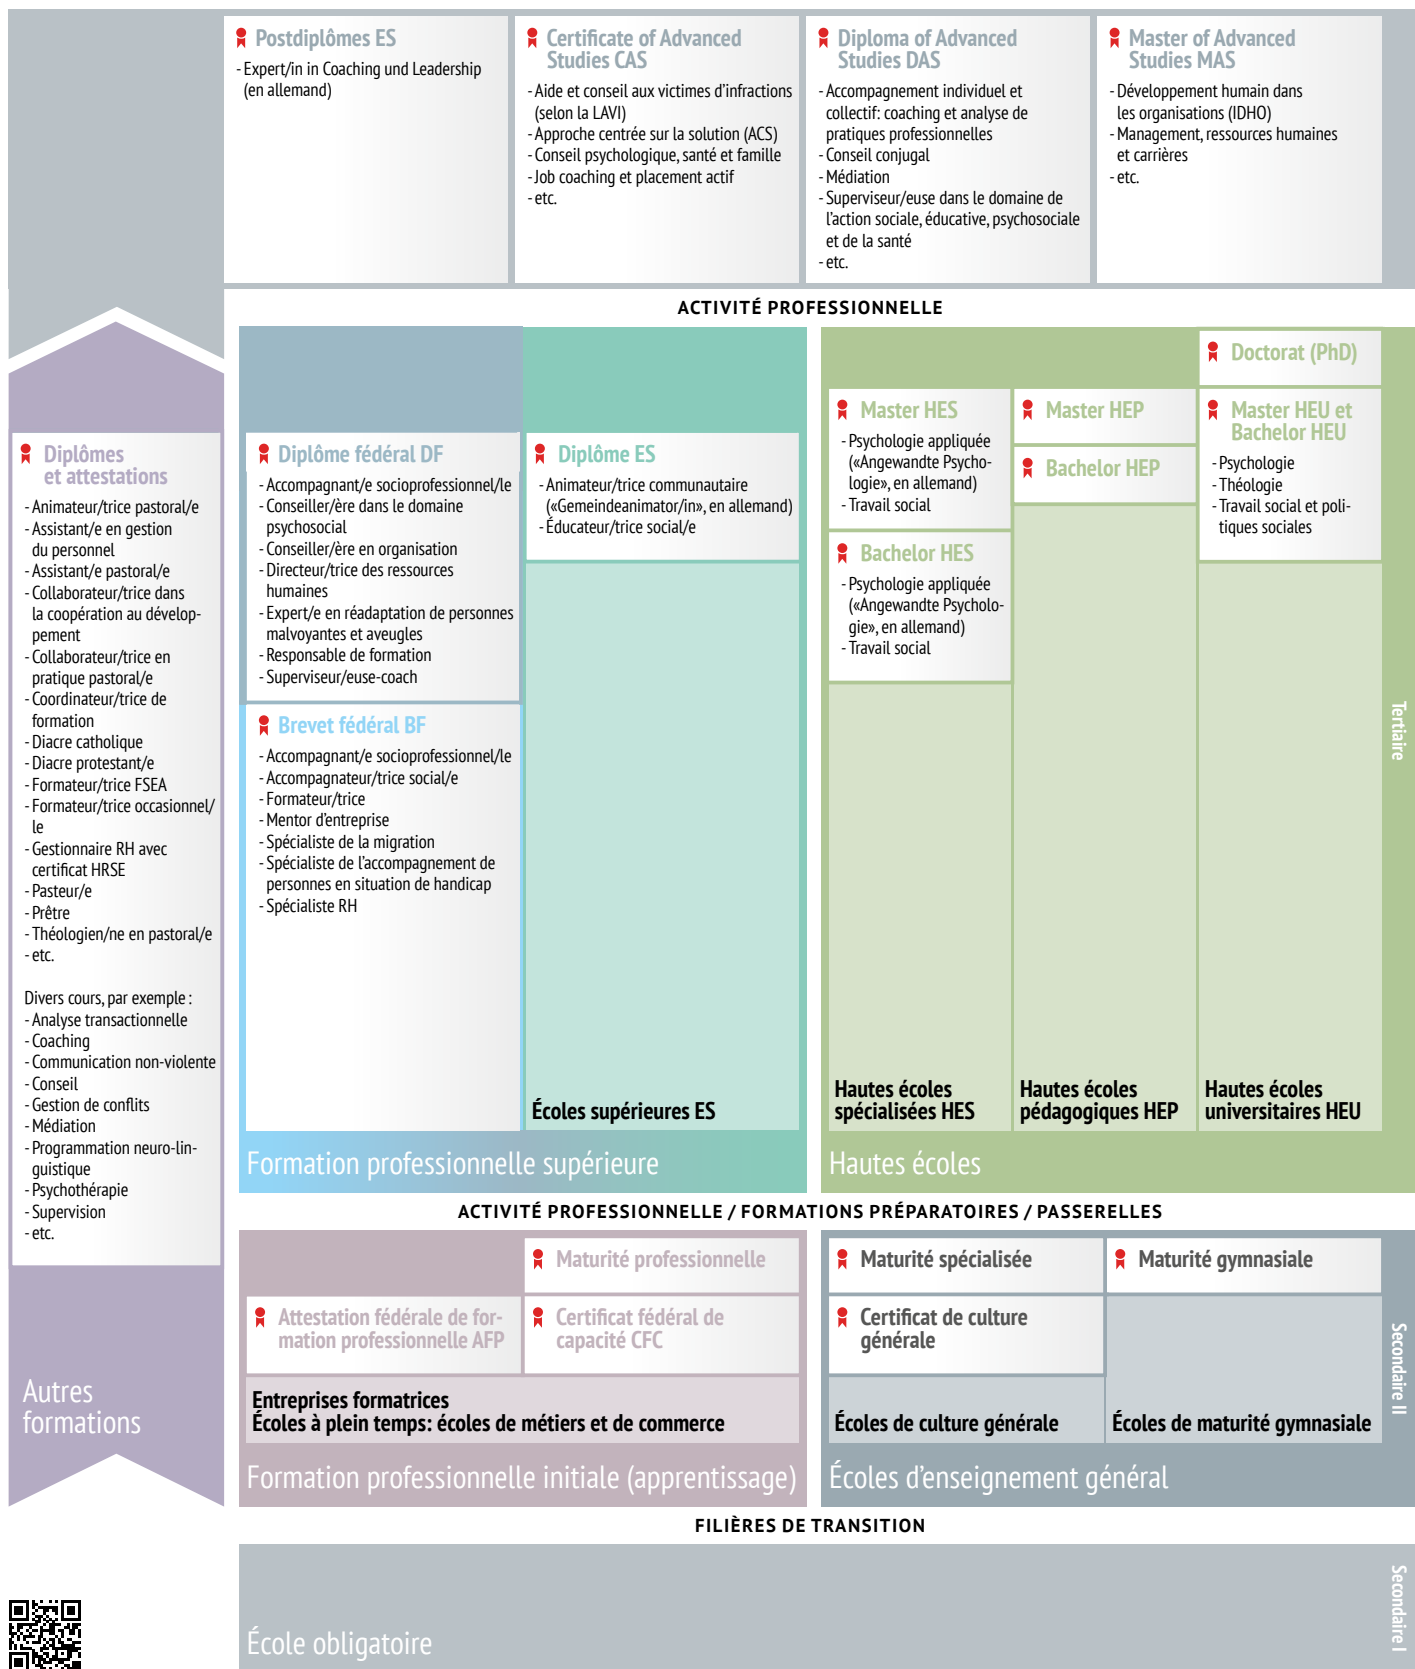 Postdiplômes ES
- Expert/in in Coaching und Leadership
(en allemand)
Certificate of Advanced
Studies CAS
- Aide et conseil aux victimes d’infractions
(selon la LAVI)
- Approche centrée sur la solution (ACS)
- Conseil psychologique, santé et famille
- Job coaching et placement actif
- etc.
Diploma of Advanced
Studies DAS
- Accompagnement individuel et
collectif: coaching et analyse de
pratiques professionnelles
- Conseil conjugal
- Médiation
- Superviseur/euse dans le domaine de
l’action sociale, éducative, psychosociale
et de la santé
- etc.
Master of Advanced
Studies MAS
- Développement humain dans
les organisations (IDHO)
- Management, ressources humaines
et carrières
- etc.
ACTIVITÉ PROFESSIONNELLE
Diplômes
et attestations
- Animateur/trice pastoral/e
- Assistant/e en gestion
du personnel
- Assistant/e pastoral/e
- Collaborateur/trice dans
la coopération au dévelop-
pement
- Collaborateur/trice en
pratique pastoral/e
- Coordinateur/trice de
formation
- Diacre catholique
- Diacre protestant/e
- Formateur/trice FSEA
- Formateur/trice occasionnel/
le
- Gestionnaire RH avec
certificat HRSE
- Pasteur/e
- Prêtre
- Théologien/ne en pastoral/e
- etc.
Divers cours, par exemple :
- Analyse transactionnelle
- Coaching
- Communication non-violente
- Conseil
- Gestion de conflits
- Médiation
- Programmation neuro-lin-
guistique
- Psychothérapie
- Supervision
- etc.
Autres
formations
Diplôme fédéral DF
- Accompagnant/e socioprofessionnel/le
- Conseiller/ère dans le domaine
psychosocial
- Conseiller/ère en organisation
- Directeur/trice des ressources
humaines
- Expert/e en réadaptation de personnes
malvoyantes et aveugles
- Responsable de formation
- Superviseur/euse-coach
Brevet fédéral BF
- Accompagnant/e socioprofessionnel/le
- Accompagnateur/trice social/e
- Formateur/trice
- Mentor d’entreprise
- Spécialiste de la migration
- Spécialiste de l’accompagnement de
personnes en situation de handicap
- Spécialiste RH
Diplôme ES
- Animateur/trice communautaire
(«Gemeindeanimator/in», en allemand)
- Éducateur/trice social/e
Écoles supérieures ES
Formation professionnelle supérieure
Master HES
- Psychologie appliquée
(«Angewandte Psycho-
logie», en allemand)
- Travail social
Bachelor HES
- Psychologie appliquée
(«Angewandte Psycholo-
gie», en allemand)
- Travail social
Hautes écoles
spécialisées HES
Master HEP
Bachelor HEP
Hautes écoles
pédagogiques HEP
Doctorat (PhD)
Master HEU et
Bachelor HEU
- Psychologie
- Théologie
- Travail social et poli-
tiques sociales
Hautes écoles
universitaires HEU
Hautes écoles
Tertiaire
ACTIVITÉ PROFESSIONNELLE / FORMATIONS PRÉPARATOIRES / PASSERELLES
Maturité professionnelle
Attestation fédérale de for-
mation professionnelle AFP
Certificat fédéral de
capacité CFC
Entreprises formatrices
Écoles à plein temps: écoles de métiers et de commerce
Formation professionnelle initiale (apprentissage)
Maturité spécialisée
Certificat de culture
générale
Écoles de culture générale
Maturité gymnasiale
Écoles de maturité gymnasiale
Écoles d’enseignement général
Secondaire II
FILIÈRES DE TRANSITION
École obligatoire
Secondaire I